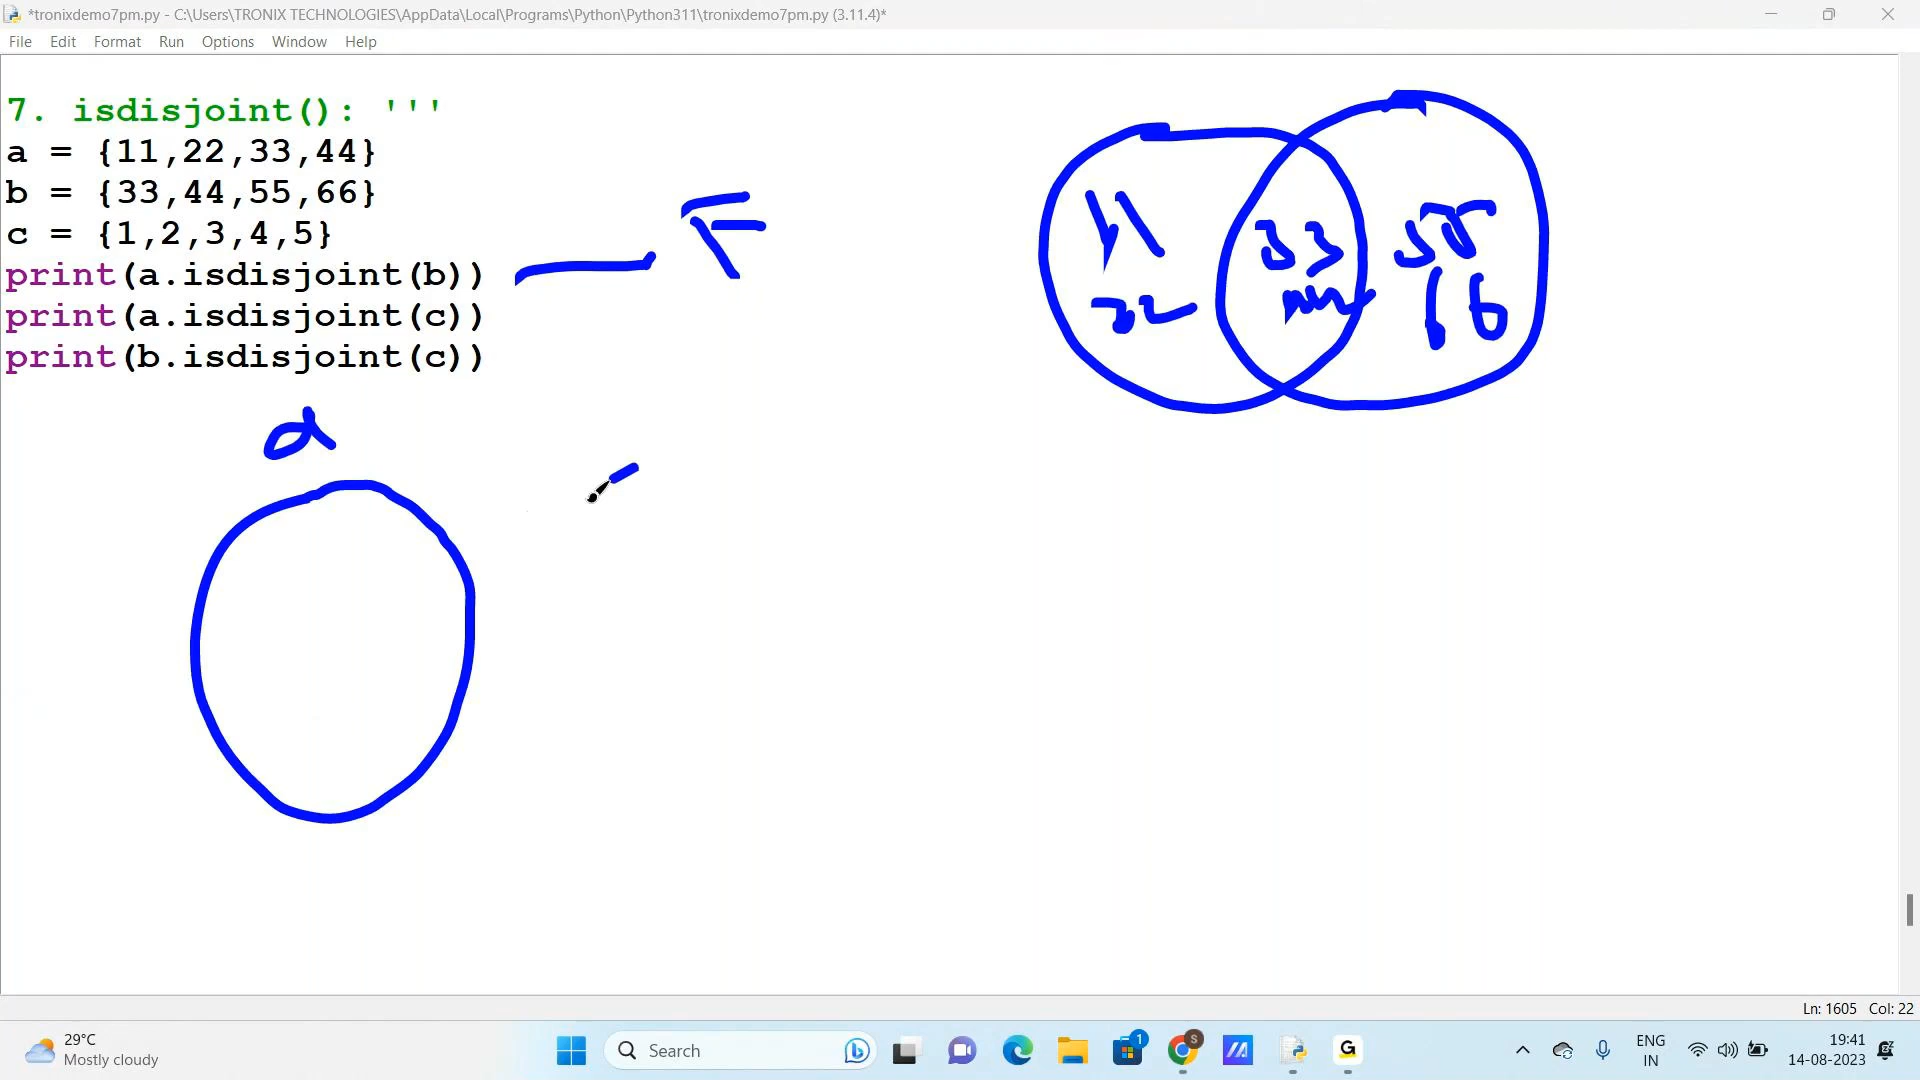 *tronixdemo7pm.py - C:\Users\TRONIX TECHNOLOGIES\AppData\Local\Programs\Python\Python311\tronixdemo7pm.py (3.11.4)*
File Edit Format Run Options Window Help
7. isdisjoint(): '''
a = {11,22,33,44}
b = {33,44,55,66}
c = {1,2,3,4,5}
print(a.isdisjoint(b))
print(a.isdisjoint(c))
print(b.isdisjoint(c))
F
11 33 55
22 44 66
a
Ln: 1605 Col: 22
29°C
Mostly cloudy
Search
1
S
G
ENG
IN
19:41
14-08-2023